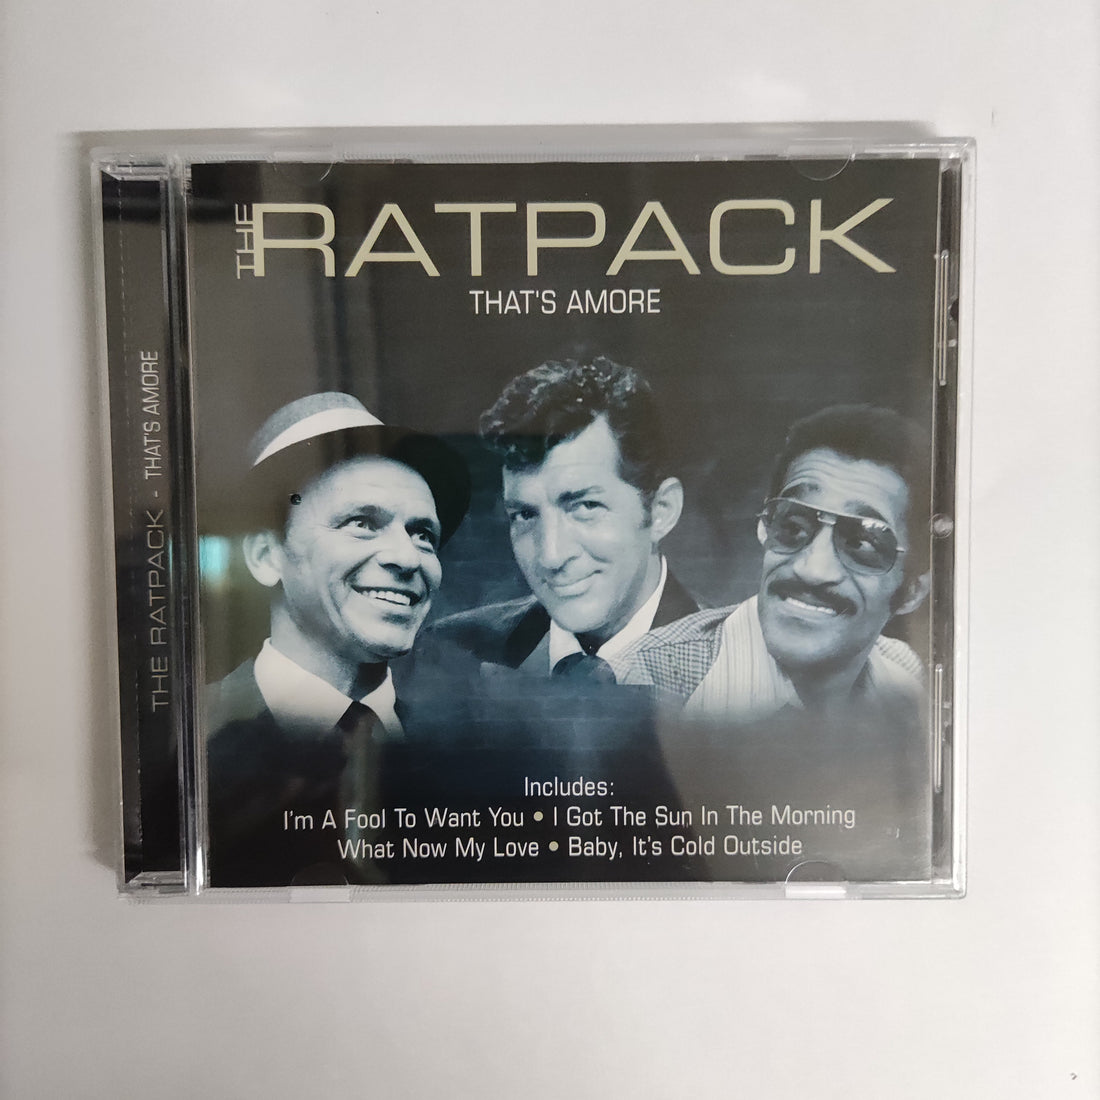 THE RATPACK
THAT'S AMORE
Includes:
I'm A Fool To Want You • I Got The Sun In The Morning
What Now My Love • Baby, It's Cold Outside
THE RATPACK - THAT'S AMORE